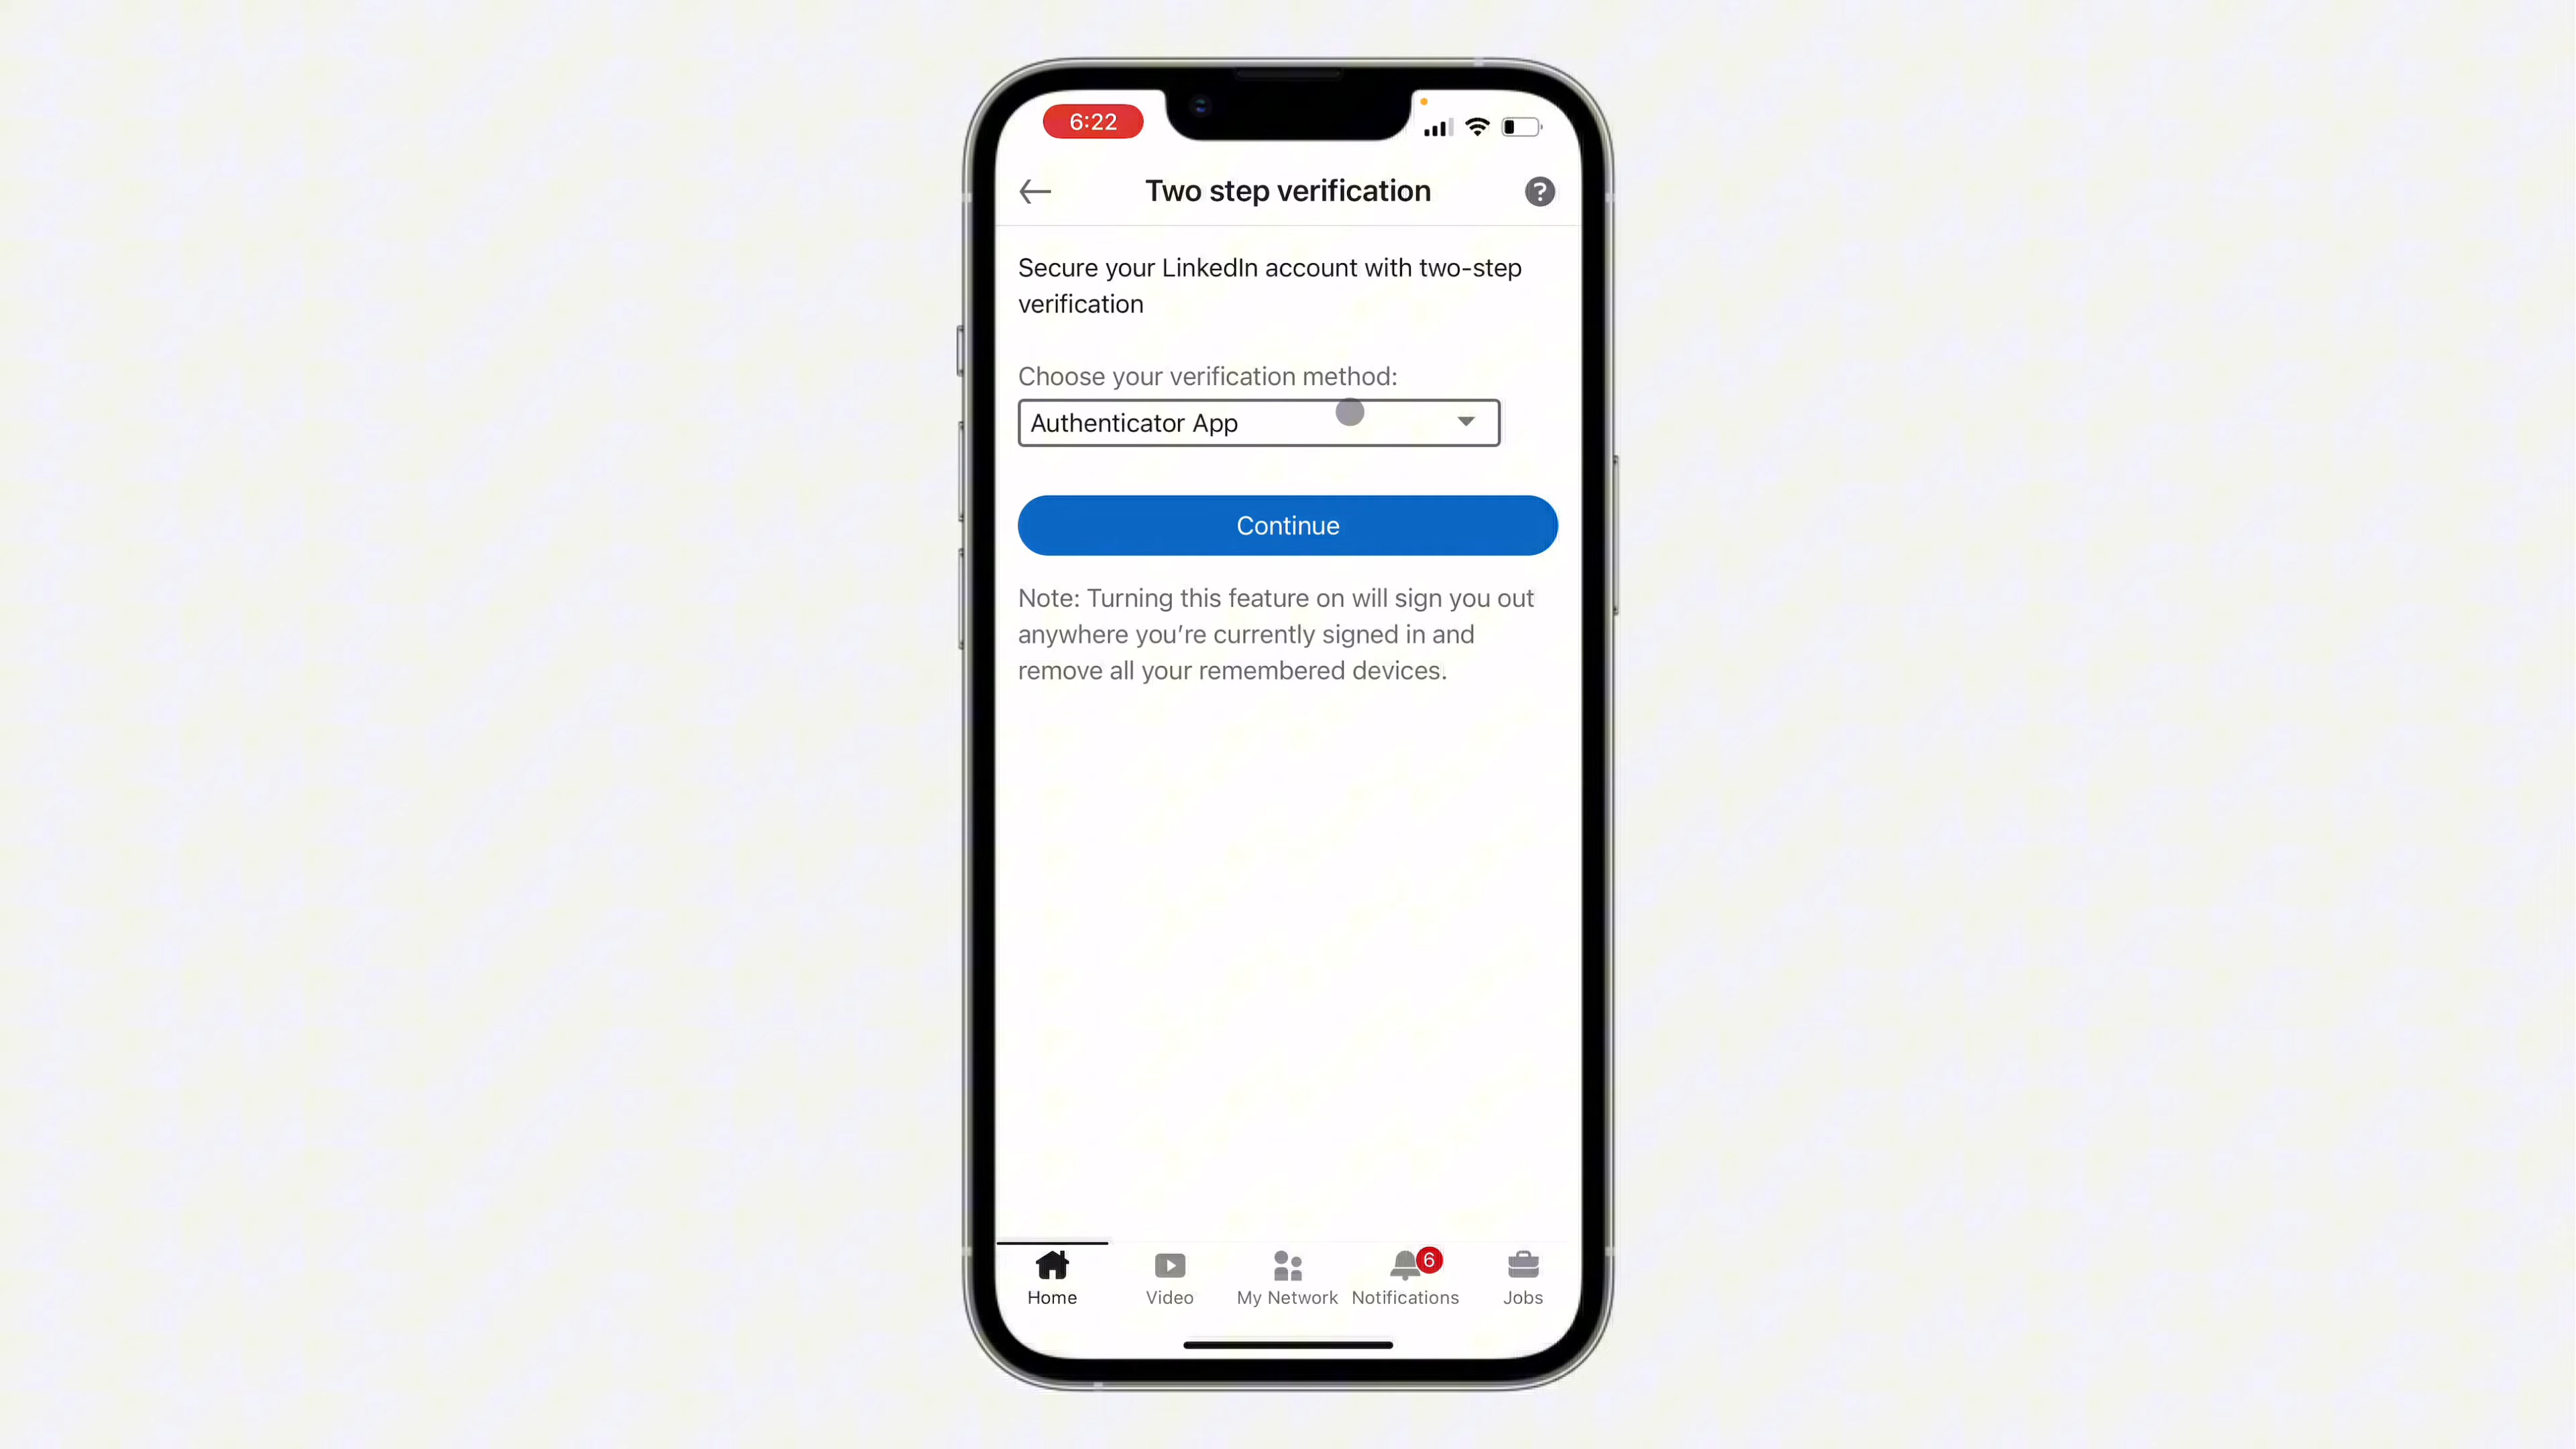 6:22
Two step verification
?
Secure your LinkedIn account with two-step
verification
Choose your verification method:
Authenticator App
Continue
Note: Turning this feature on will sign you out
anywhere you’re currently signed in and
remove all your remembered devices.
6
Home Video My Network Notifications Jobs